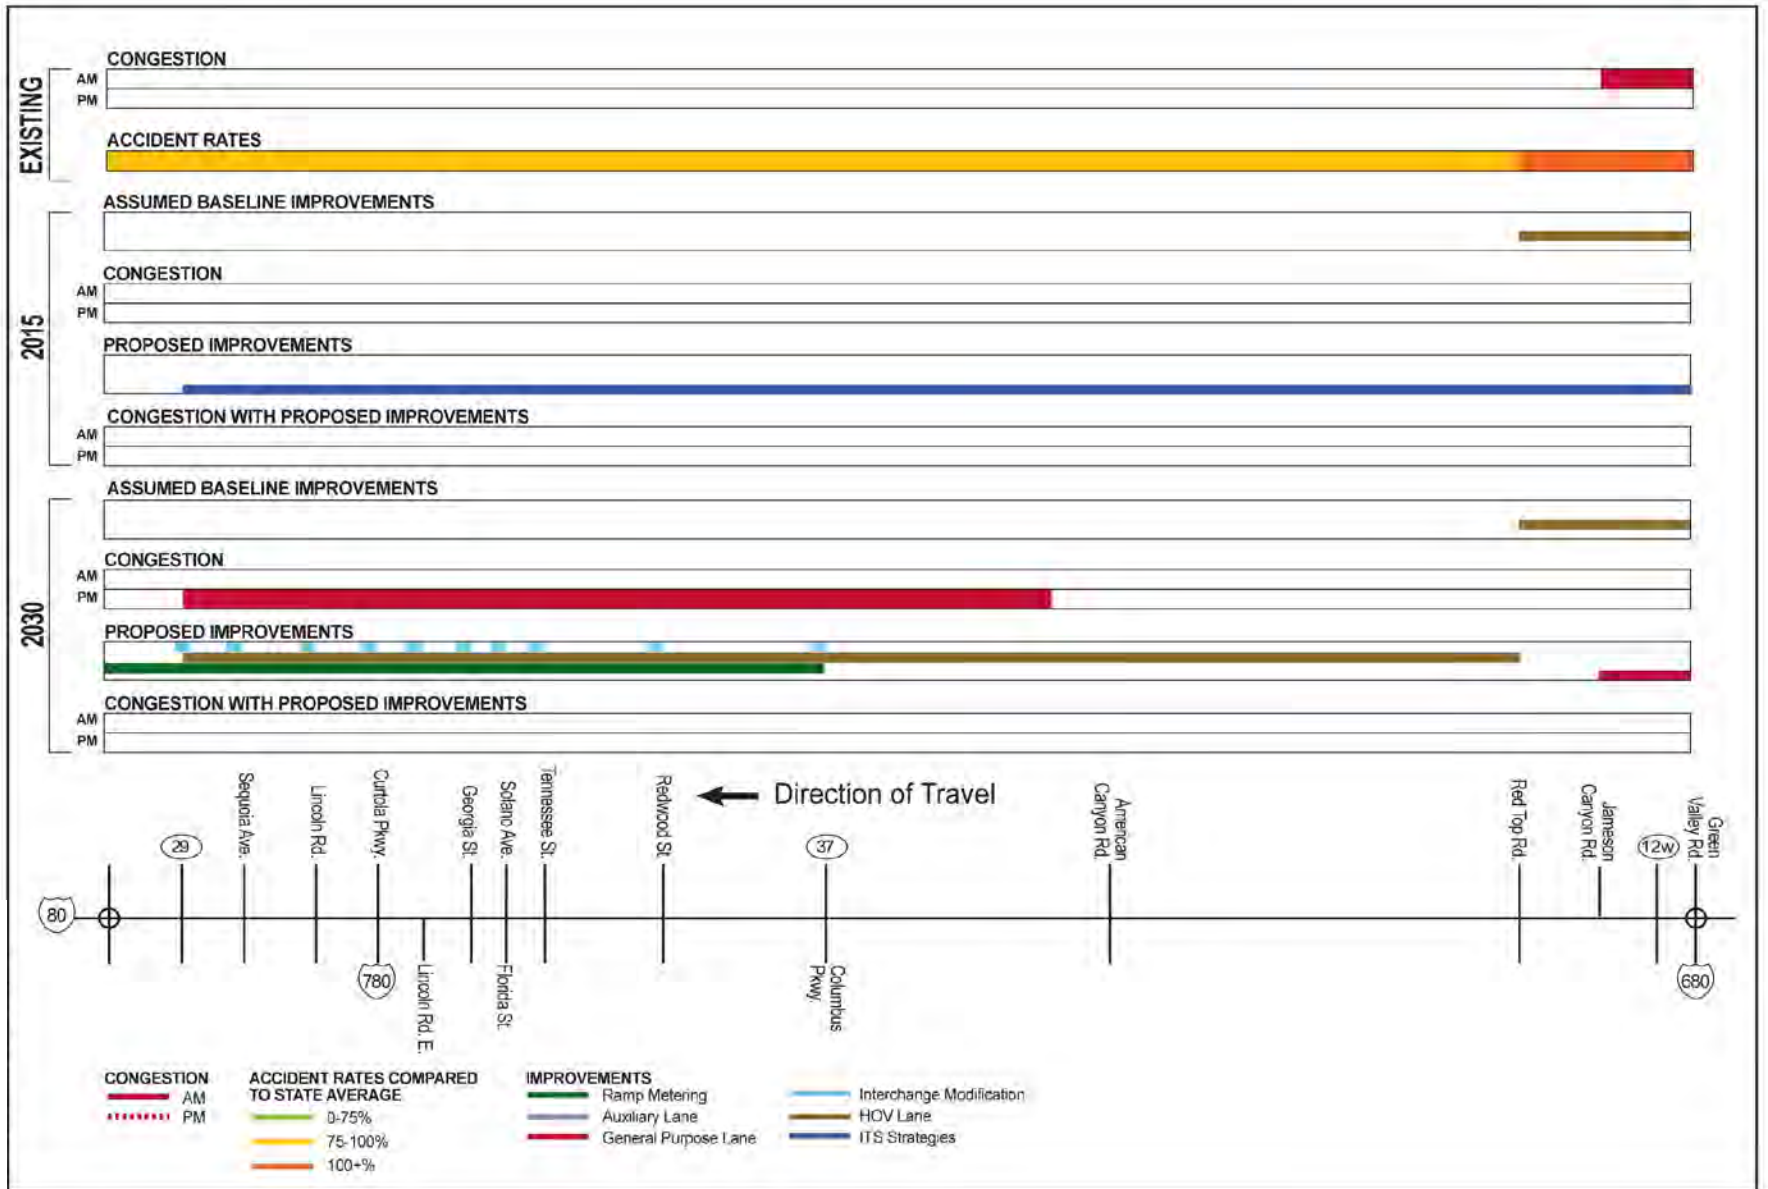 CONGESTION
EXISTING
AM
PM
ACCIDENT RATES
ASSUMED BASELINE IMPROVEMENTS
2015
CONGESTION
AM
PM
PROPOSED IMPROVEMENTS
CONGESTION WITH PROPOSED IMPROVEMENTS
AM
PM
ASSUMED BASELINE IMPROVEMENTS
2030
CONGESTION
AM
PM
PROPOSED IMPROVEMENTS
CONGESTION WITH PROPOSED IMPROVEMENTS
AM
PM
Direction of Travel
29
Sequoia Ave.
Lincoln Rd.
Curtola Pkwy.
Georgia St.
Solano Ave.
Tennessee St.
Redwood St.
37
American
Canyon Rd.
Red Top Rd.
Jameson
Canyon Rd.
12w
Green
Valley Rd.
80
780
Lincoln Rd. E.
Florida St.
Columbus
Pkwy.
680
CONGESTION
AM
PM
ACCIDENT RATES COMPARED
TO STATE AVERAGE
0-75%
75-100%
100+%
IMPROVEMENTS
Ramp Metering
Auxiliary Lane
General Purpose Lane
Interchange Modification
HOV Lane
ITS Strategies